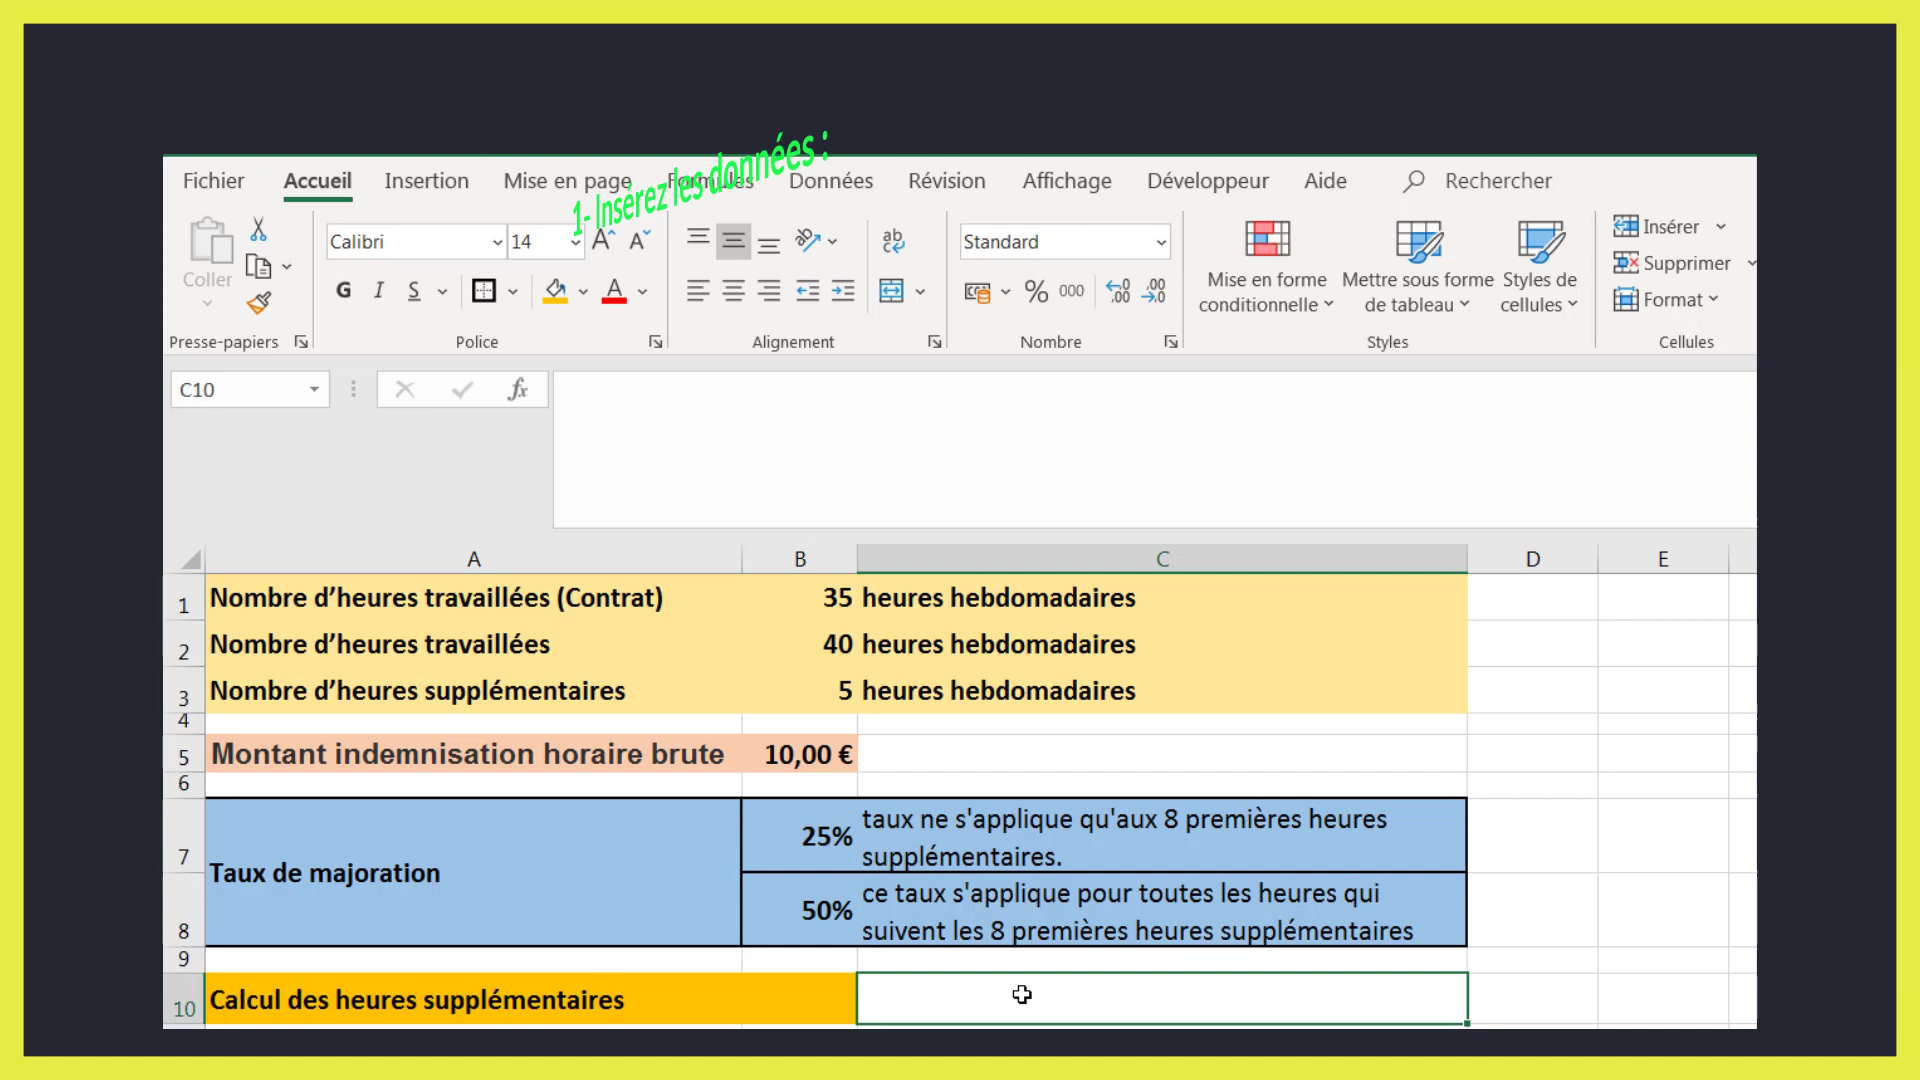 1- Insérez les données :
Fichier Accueil Insertion Mise en page Formules Données Révision Affichage Développeur Aide Rechercher
Coller
Calibri 14
Standard
G I S
% 000
Mise en forme conditionnelle
Mettre sous forme de tableau
Styles de cellules
Insérer
Supprimer
Format
Presse-papiers Police Alignement Nombre Styles Cellules
C10 fx
A B C D E
1 Nombre d’heures travaillées (Contrat) 35 heures hebdomadaires
2 Nombre d’heures travaillées 40 heures hebdomadaires
3 Nombre d’heures supplémentaires 5 heures hebdomadaires
4
5 Montant indemnisation horaire brute 10,00 €
6
7 Taux de majoration 25% taux ne s'applique qu'aux 8 premières heures
supplémentaires.
8 50% ce taux s'applique pour toutes les heures qui
suivent les 8 premières heures supplémentaires
9
10 Calcul des heures supplémentaires